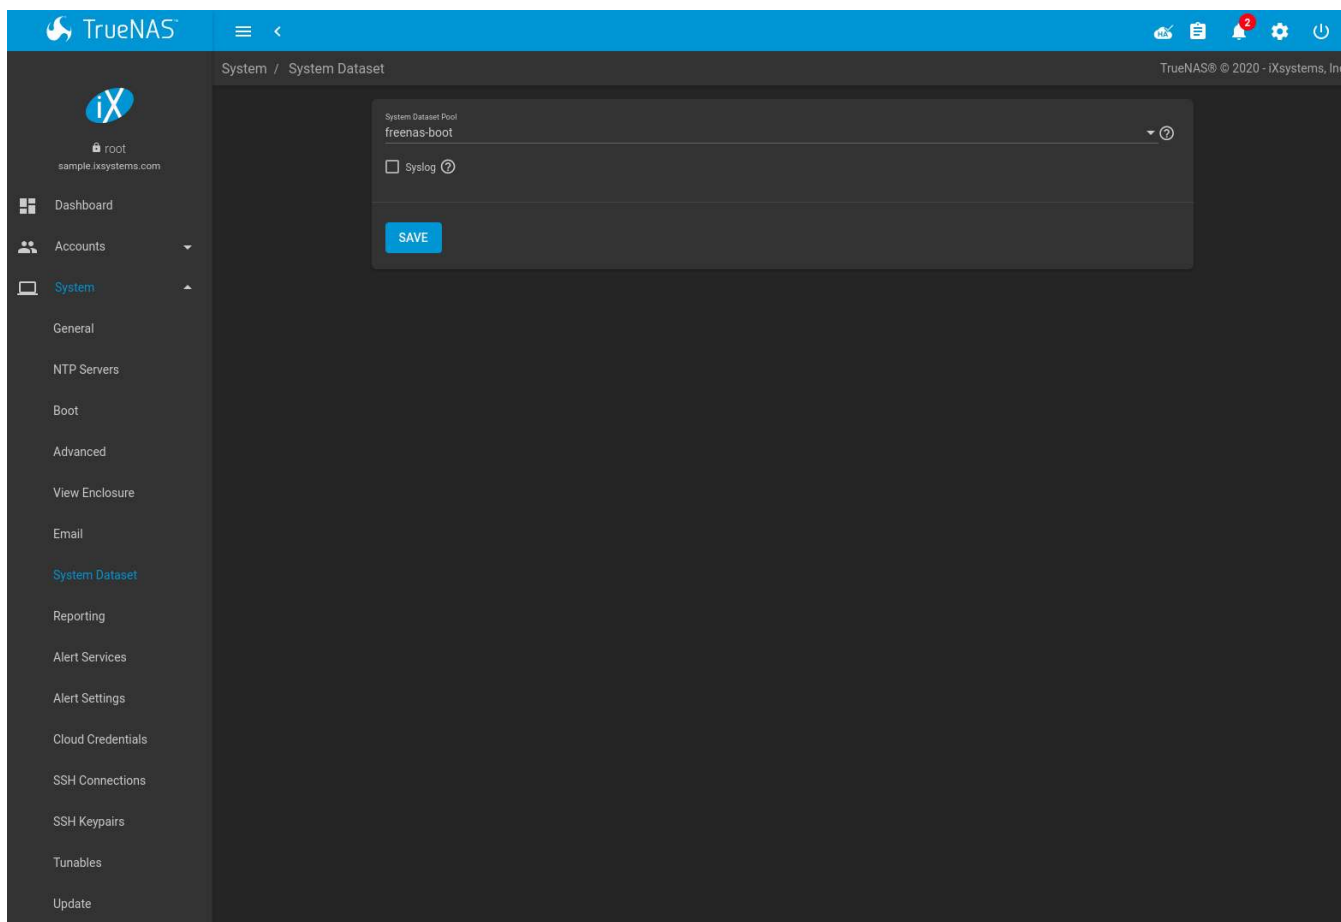 TrueNAS™
HA
2
System / System Dataset
TrueNAS® © 2020 - iXsystems, Inc
iX
root
sample.ixsystems.com
Dashboard
Accounts
System
General
NTP Servers
Boot
Advanced
View Enclosure
Email
System Dataset
Reporting
Alert Services
Alert Settings
Cloud Credentials
SSH Connections
SSH Keypairs
Tunables
Update
System Dataset Pool
freenas-boot
Syslog
SAVE